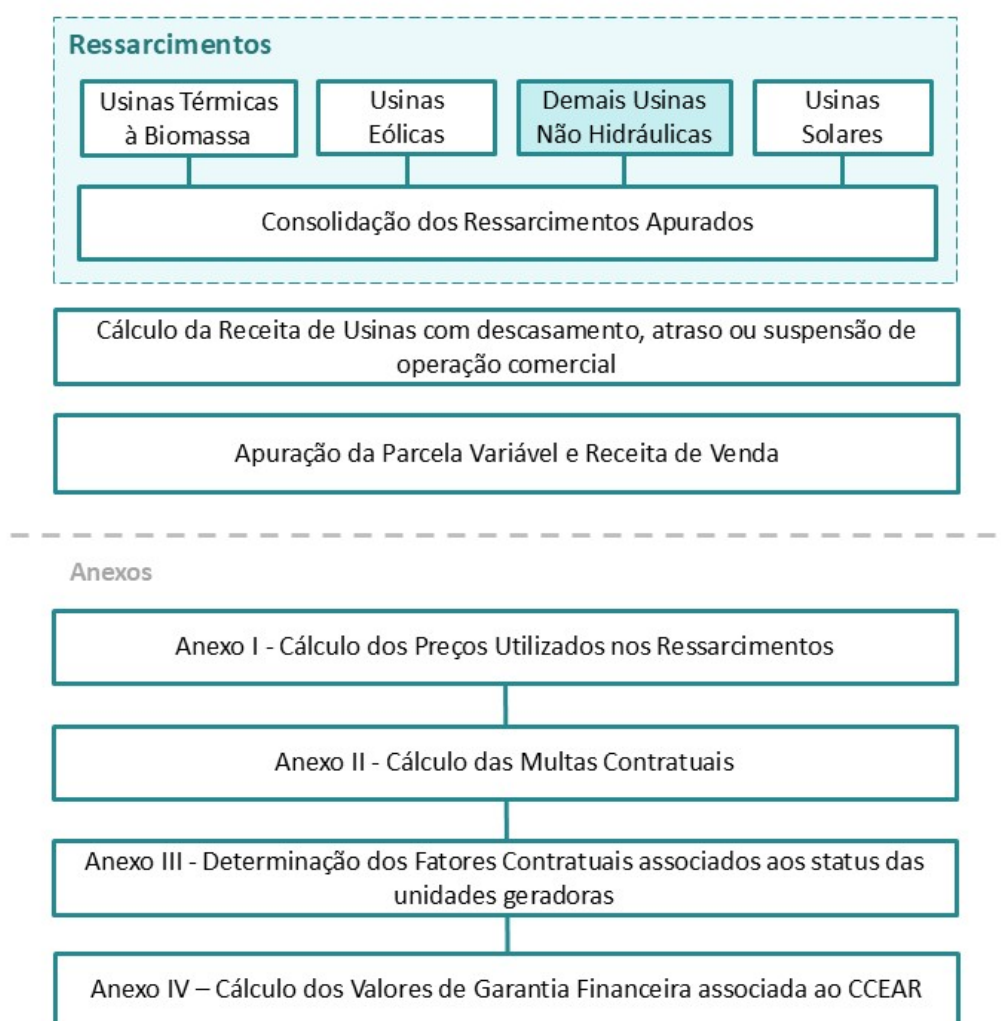 Ressarcimentos
Usinas Térmicas
à Biomassa
Usinas
Eólicas
Demais Usinas
Não Hidráulicas
Usinas
Solares
Consolidação dos Ressarcimentos Apurados
Cálculo da Receita de Usinas com descasamento, atraso ou suspensão de
operação comercial
Apuração da Parcela Variável e Receita de Venda
Anexos
Anexo I - Cálculo dos Preços Utilizados nos Ressarcimentos
Anexo II - Cálculo das Multas Contratuais
Anexo III - Determinação dos Fatores Contratuais associados aos status das
unidades geradoras
Anexo IV – Cálculo dos Valores de Garantia Financeira associada ao CCEAR